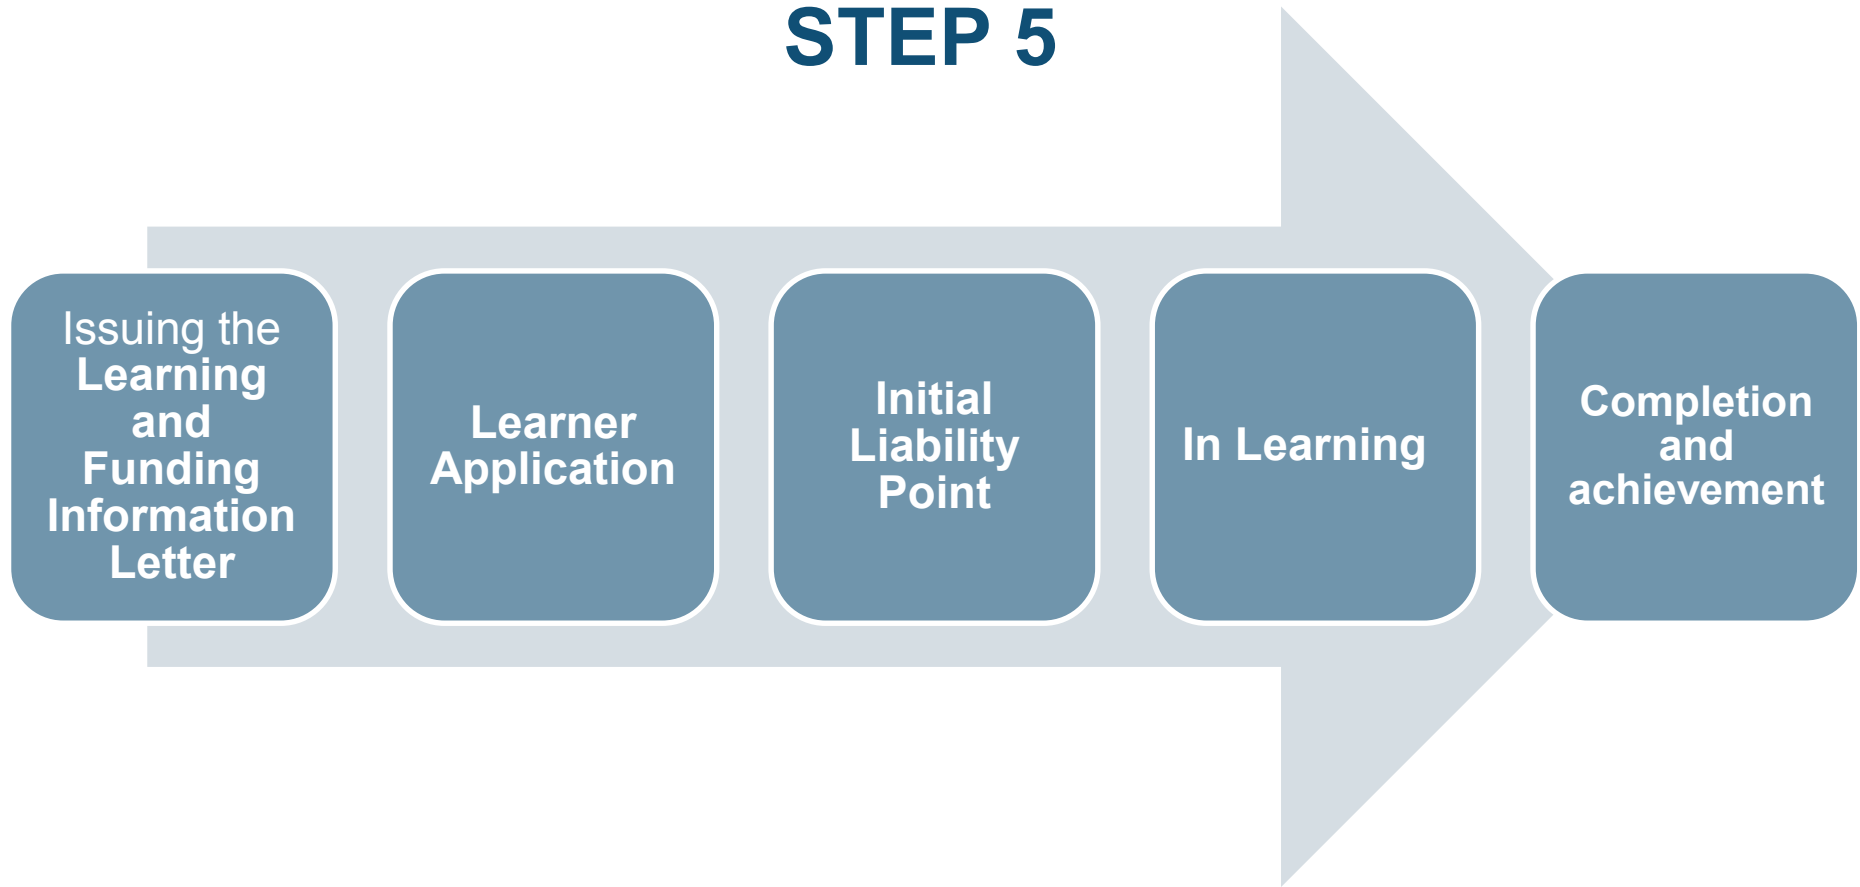 STEP 5
Issuing the
Learning
and
Funding
Information
Letter
Learner
Application
Initial
Liability
Point
In Learning
Completion
and
achievement